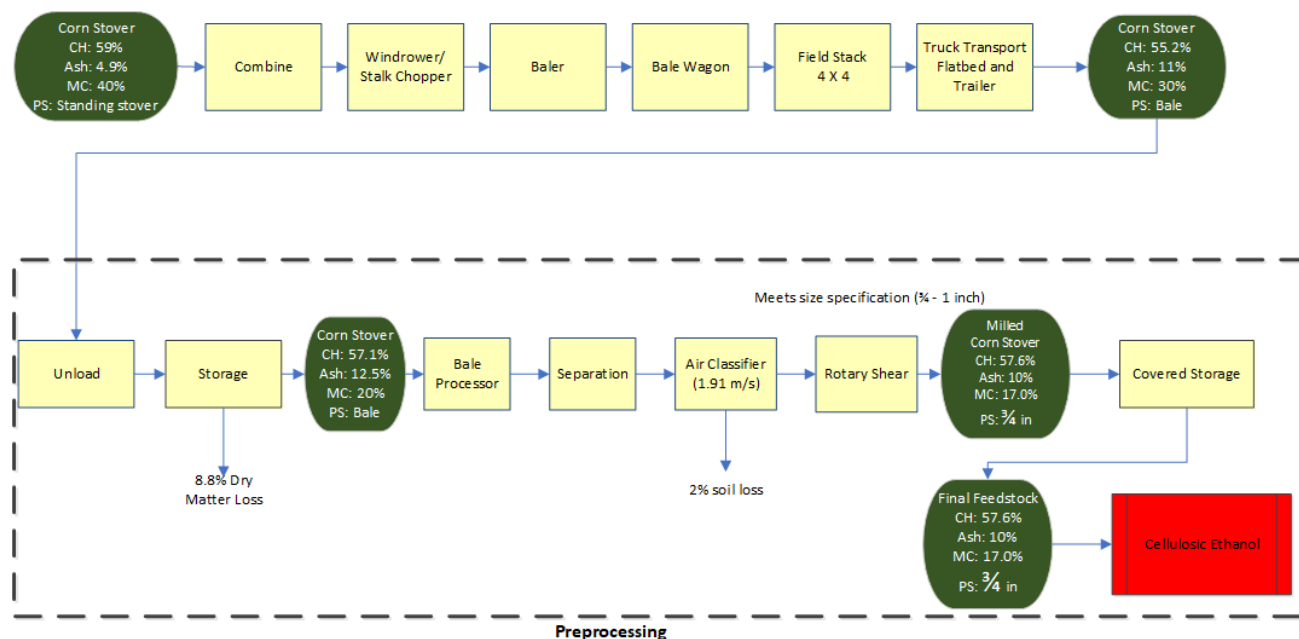 Corn Stover
CH: 59%
Ash: 4.9%
MC: 40%
PS: Standing stover
Combine
Windrower/
Stalk Chopper
Baler
Bale Wagon
Field Stack
4 X 4
Truck Transport
Flatbed and
Trailer
Corn Stover
CH: 55.2%
Ash: 11%
MC: 30%
PS: Bale
Meets size specification (¾ - 1 inch)
Unload
Storage
Corn Stover
CH: 57.1%
Ash: 12.5%
MC: 20%
PS: Bale
Bale
Processor
Separation
Air Classifier
(1.91 m/s)
Rotary Shear
Milled
Corn Stover
CH: 57.6%
Ash: 10%
MC: 17.0%
PS: ¾ in
Covered Storage
8.8% Dry
Matter Loss
2% soil loss
Final Feedstock
CH: 57.6%
Ash: 10%
MC: 17.0%
PS: ¾ in
Cellulosic Ethanol
Preprocessing